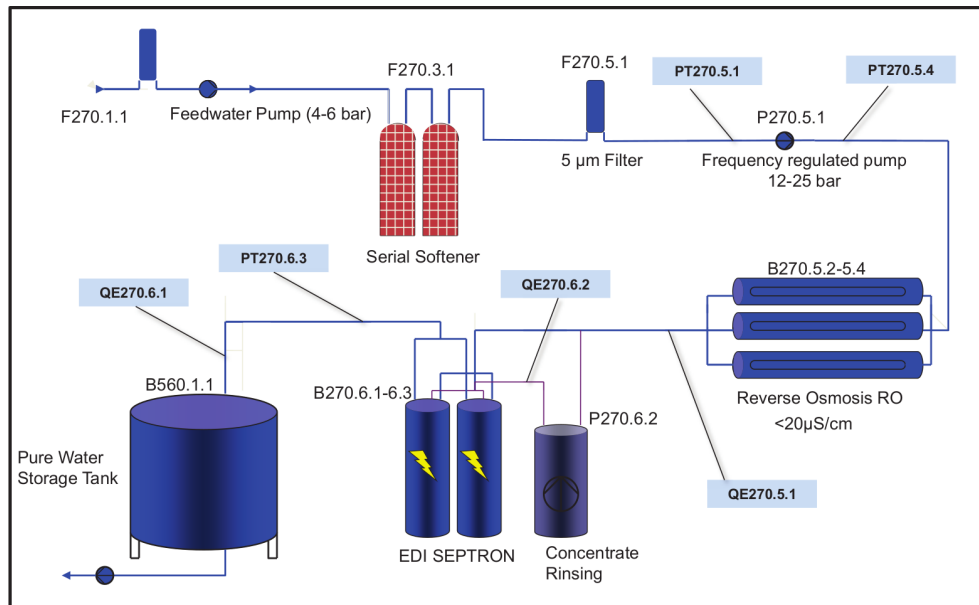 F270.3.1
F270.5.1
PT270.5.1
PT270.5.4
F270.1.1
Feedwater Pump (4-6 bar)
P270.5.1
5 µm Filter
Frequency regulated pump
12-25 bar
Serial Softener
PT270.6.3
B270.5.2-5.4
QE270.6.1
QE270.6.2
B560.1.1
B270.6.1-6.3
P270.6.2
Reverse Osmosis RO
<20µS/cm
Pure Water
Storage Tank
QE270.5.1
EDI SEPTRON
Concentrate
Rinsing